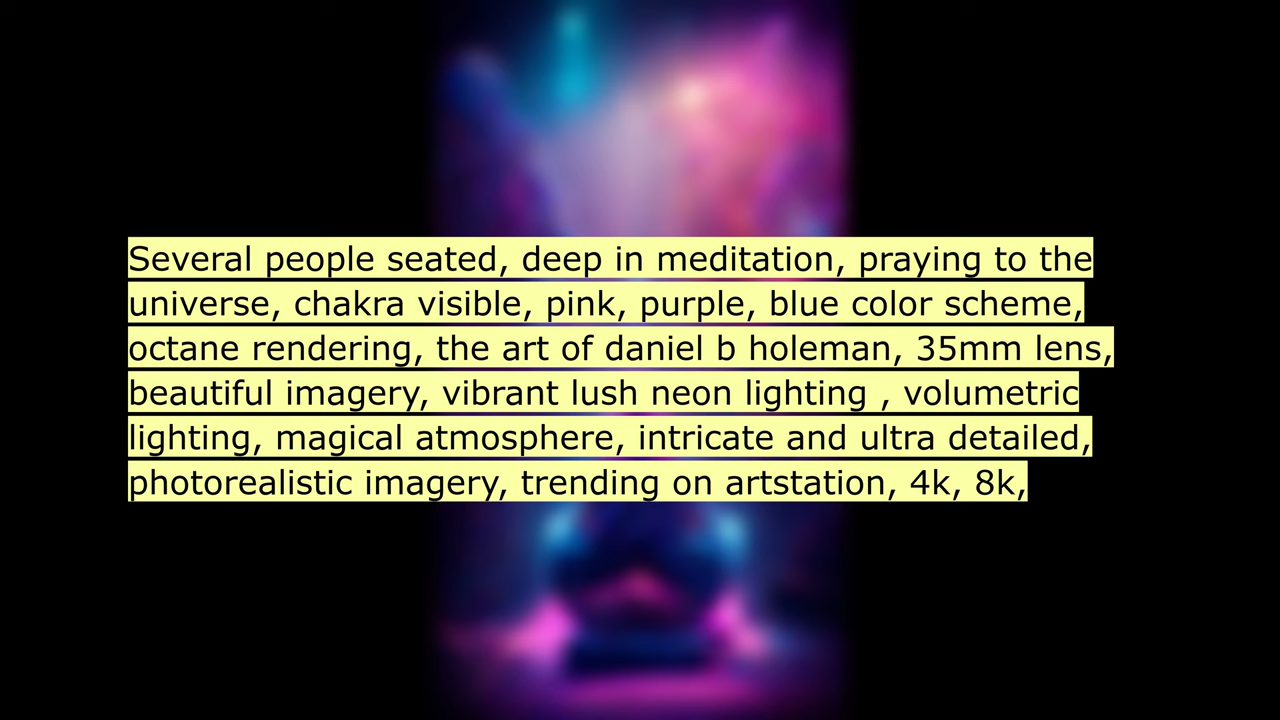 Several people seated, deep in meditation, praying to the
universe, chakra visible, pink, purple, blue color scheme,
octane rendering, the art of daniel b holeman, 35mm lens,
beautiful imagery, vibrant lush neon lighting , volumetric
lighting, magical atmosphere, intricate and ultra detailed,
photorealistic imagery, trending on artstation, 4k, 8k,